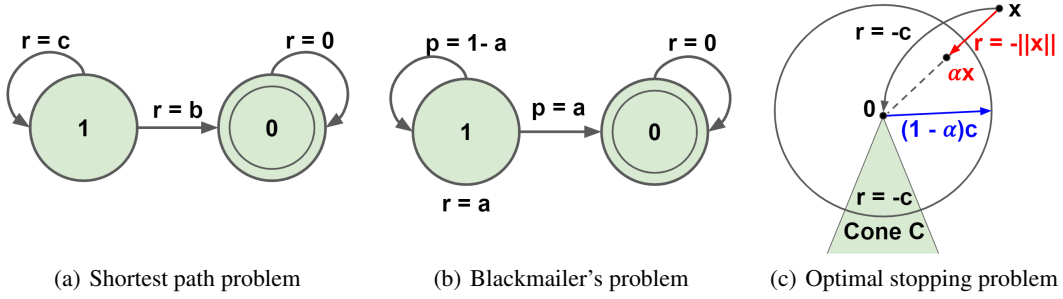 r = c
r = 0
r = b
1
0
(a) Shortest path problem
p = 1- a
r = 0
p = a
1
0
r = a
(b) Blackmailer's problem
x
r = -c
r = -||x||
αx
0
(1 - α)c
r = -c
Cone C
(c) Optimal stopping problem